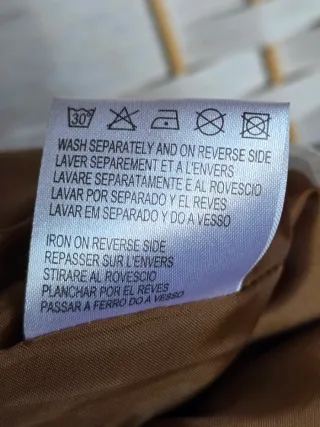 30°
WASH SEPARATELY AND ON REVERSE SIDE
LAVER SEPAREMENT ET A L'ENVERS
LAVARE SEPARATAMENTE E AL ROVESCIO
LAVAR POR SEPARADO Y EL REVES
LAVAR EM SEPARADO Y DO A VESSO
IRON ON REVERSE SIDE
REPASSER SUR L'ENVERS
STIRARE AL ROVESCIO
PLANCHAR POR EL REVES
PASSAR A FERRO DO A VESSO